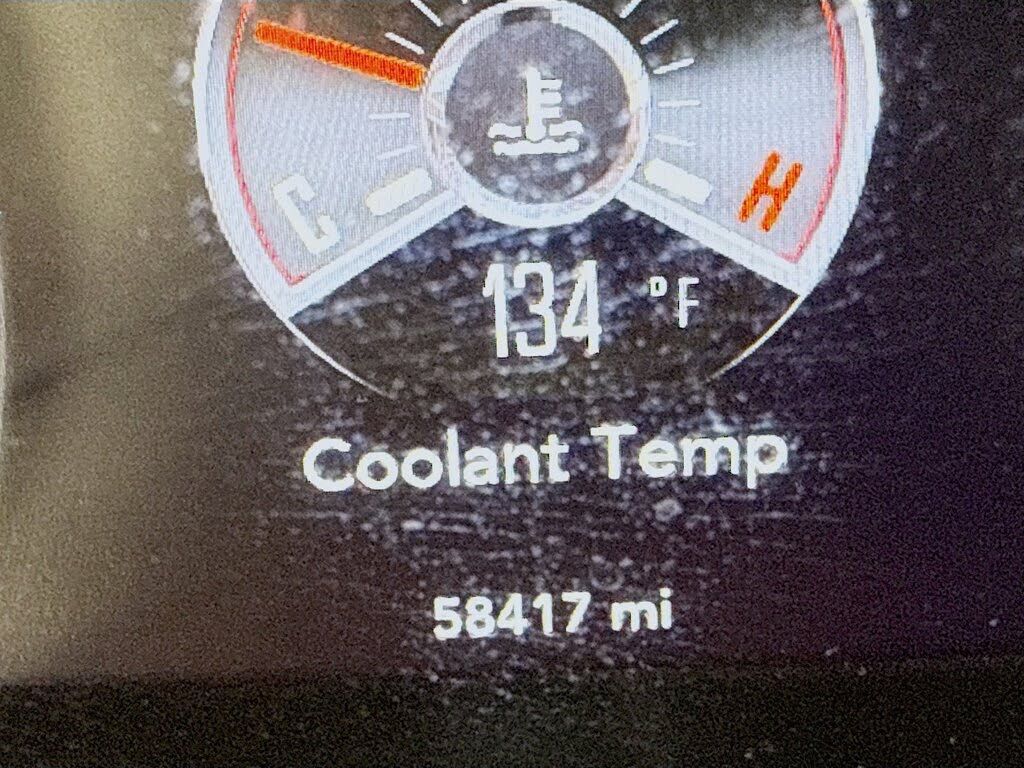 C H
134 °F
Coolant Temp
58417 mi